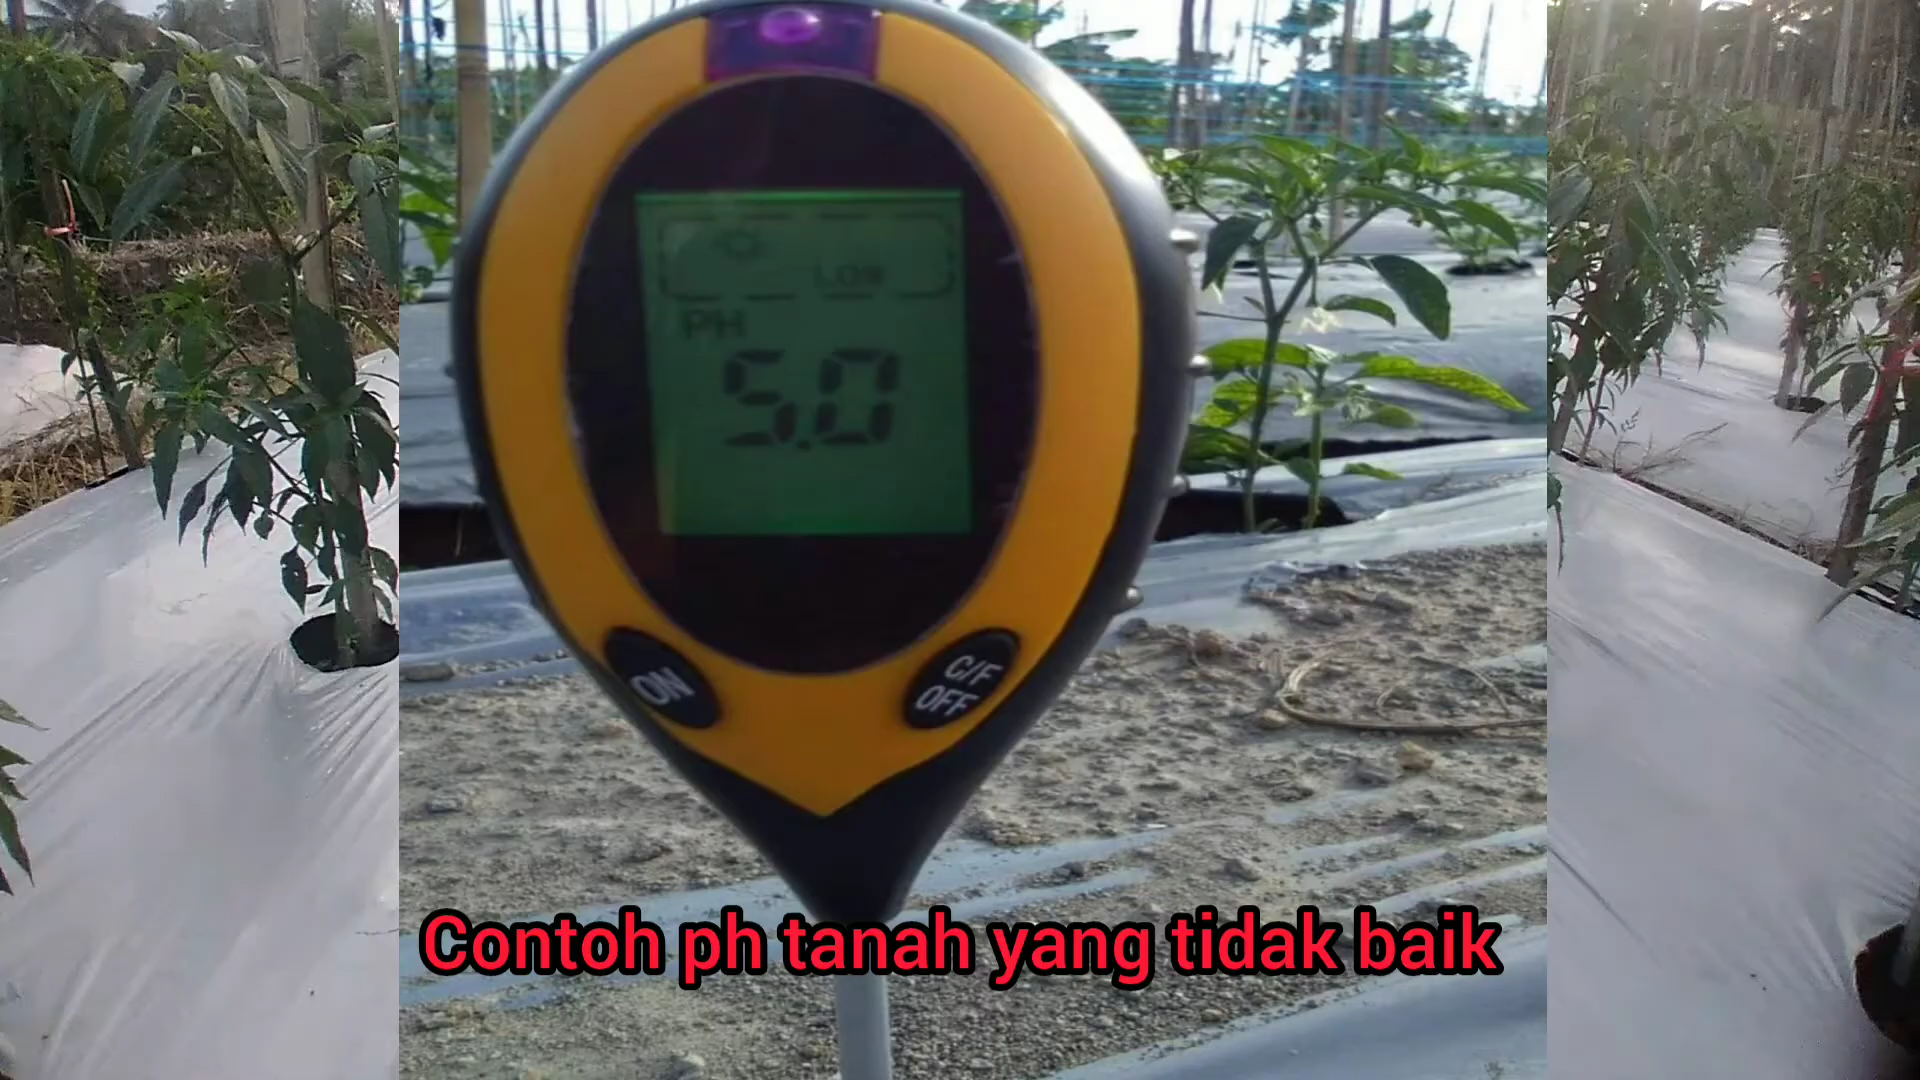 LOW
PH
5.0
ON
C/F
OFF
Contoh ph tanah yang tidak baik